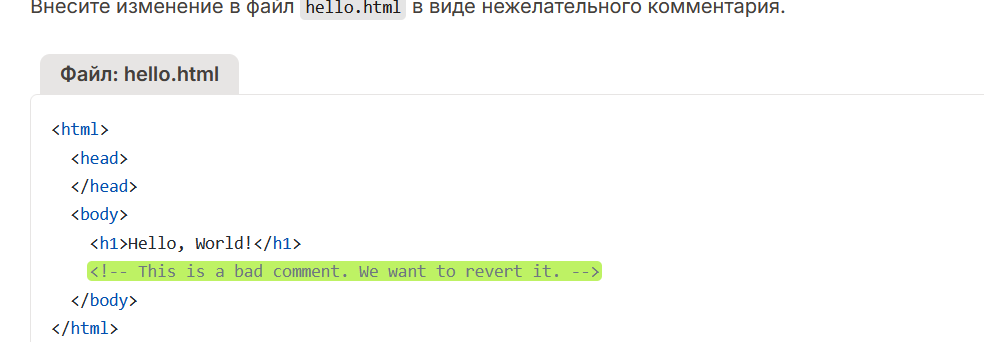 Внесите изменение в файл hello.html в виде нежелательного комментария.
Файл: hello.html
<html>
  <head>
  </head>
  <body>
    <h1>Hello, World!</h1>
    <!-- This is a bad comment. We want to revert it. -->
  </body>
</html>